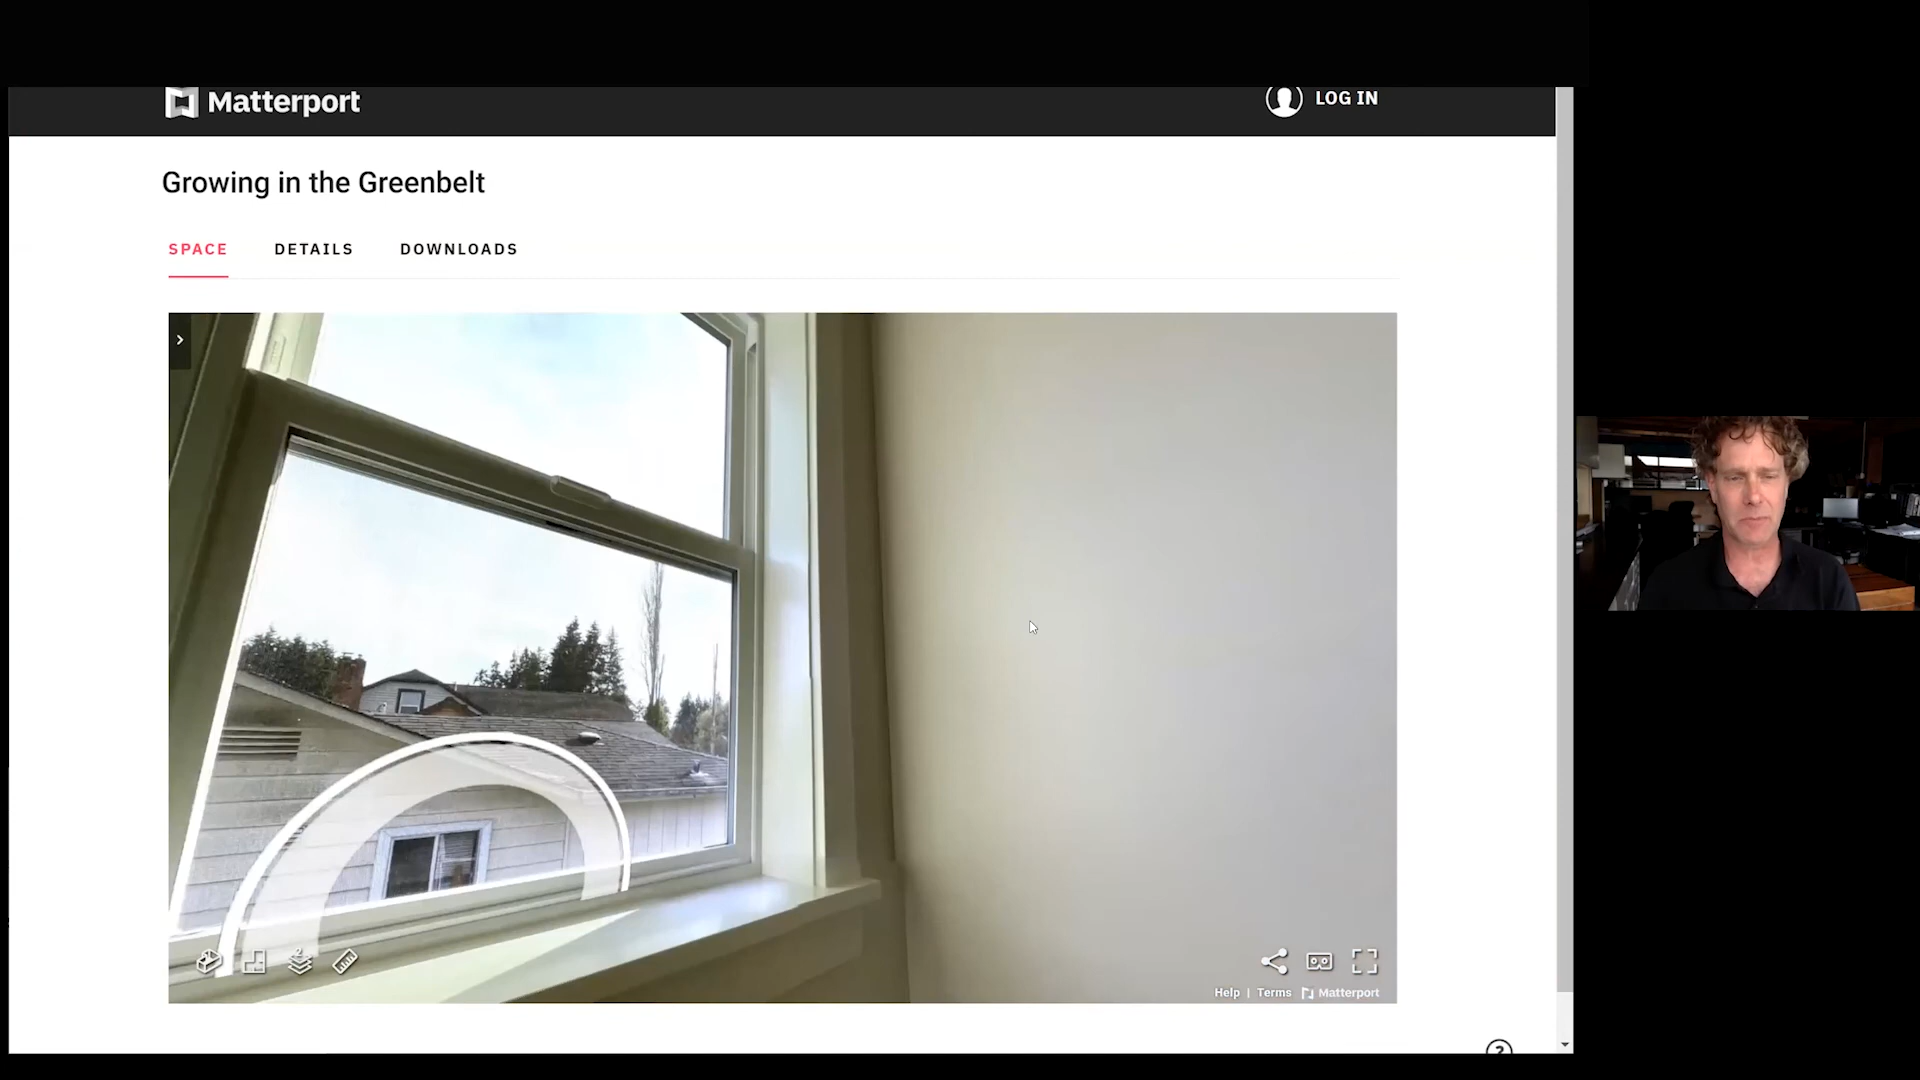 Matterport
LOG IN
Growing in the Greenbelt
SPACE DETAILS DOWNLOADS
Help | Terms Matterport
?